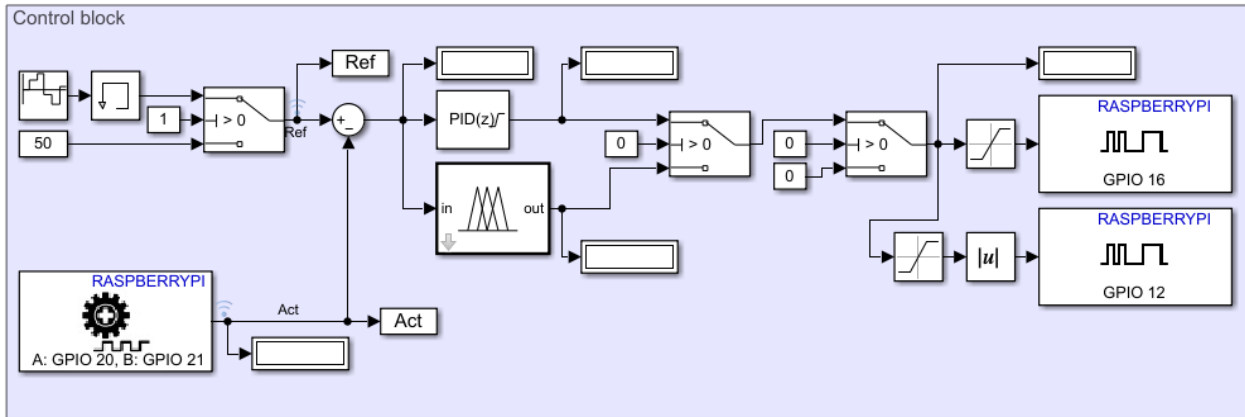 Control block
Ref
1
> 0
Ref
50
+
−
PID(z)
in
out
0
> 0
0
> 0
0
RASPBERRYPI
GPIO 16
|u|
RASPBERRYPI
GPIO 12
RASPBERRYPI
A: GPIO 20, B: GPIO 21
Act
Act